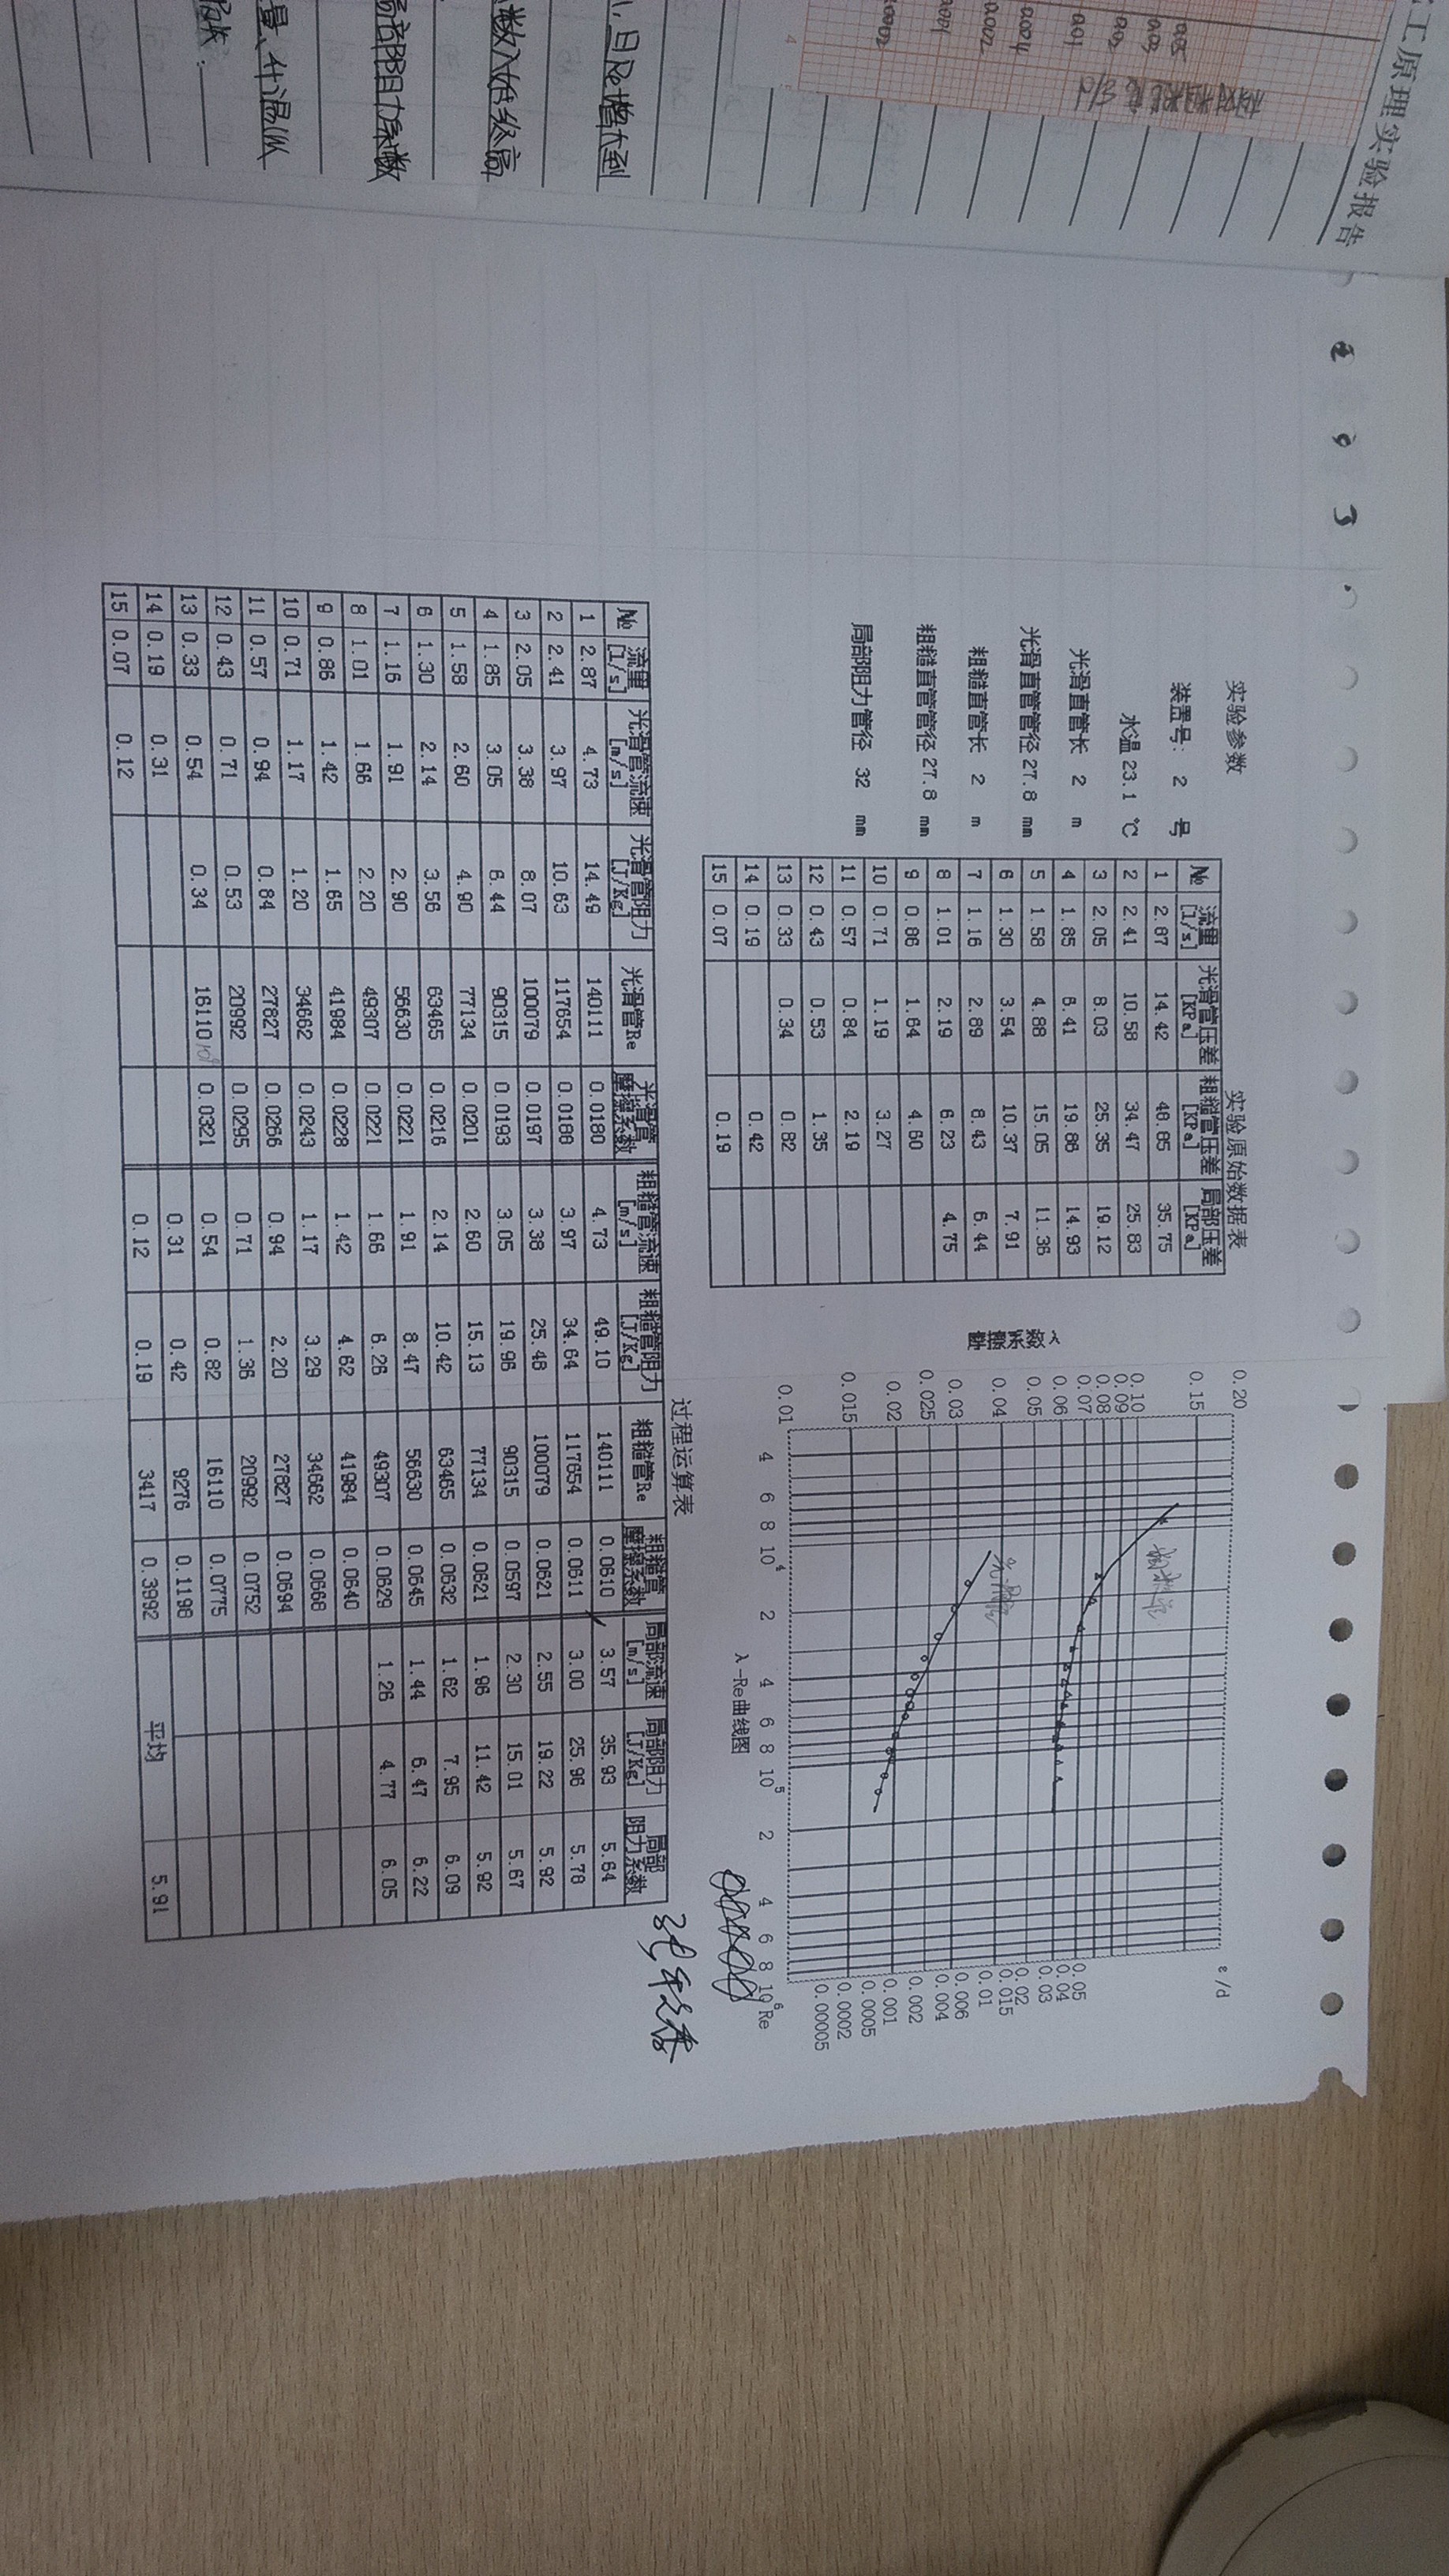 工原理实验报告
相对粗糙度 ε/d
0.05
0.03
0.02
0.01
0.004
0.002
0.001
0.0002
,且Re增大到
数λ始终高
局部阻力系数
实验参数
装置号: 2 号
水温 23.1 ℃
光滑直管长 2 m
光滑直管管径 27.8 mm
粗糙直管长 2 m
粗糙直管管径 27.8 mm
局部阻力管径 32 mm
实验原始数据表
№ 流量[l/s] 光滑管压差[KPa] 粗糙管压差[KPa] 局部压差[KPa]
1 2.87 14.42 48.85 35.75
2 2.41 10.58 34.47 25.83
3 2.05 8.03 25.35 19.12
4 1.85 6.41 19.86 14.93
5 1.58 4.88 15.05 11.36
6 1.30 3.54 10.37 7.91
7 1.16 2.89 8.43 6.44
8 1.01 2.19 6.23 4.75
9 0.86 1.64 4.60
10 0.71 1.19 3.27
11 0.57 0.84 2.19
12 0.43 0.53 1.35
13 0.33 0.34 0.82
14 0.19 0.42
15 0.07 0.19
摩擦系数λ
0.20
0.15
0.10
0.09
0.08
0.07
0.06
0.05
0.04
0.03
0.025
0.02
0.015
0.01
粗糙管
光滑管
ε/d
0.05
0.04
0.03
0.02
0.015
0.01
0.006
0.004
0.002
0.001
0.0005
0.0002
0.00005
4 6 8 10⁴ 2 4 6 8 10⁵ 2 4 6 8 10⁶ Re
λ-Re曲线图
过程运算表
№ 流量[l/s] 光滑管流速[m/s] 光滑管阻力[J/Kg] 光滑管Re 光滑管摩擦系数 粗糙管流速[m/s] 粗糙管阻力[J/Kg] 粗糙管Re 粗糙管摩擦系数 局部流速[m/s] 局部阻力[J/Kg] 局部阻力系数
1 2.87 4.73 14.49 140111 0.0180 4.73 49.10 140111 0.0610 3.57 35.93 5.64
2 2.41 3.97 10.63 117654 0.0188 3.97 34.64 117654 0.0611 3.00 25.96 5.78
3 2.05 3.38 8.07 100079 0.0197 3.38 25.48 100079 0.0621 2.55 19.22 5.92
4 1.85 3.05 6.44 90315 0.0193 3.05 19.96 90315 0.0597 2.30 15.01 5.67
5 1.58 2.60 4.90 77134 0.0201 2.60 15.13 77134 0.0621 1.96 11.42 5.92
6 1.30 2.14 3.56 63465 0.0216 2.14 10.42 63465 0.0632 1.62 7.95 6.09
7 1.16 1.91 2.90 56630 0.0221 1.91 8.47 56630 0.0645 1.44 6.47 6.22
8 1.01 1.66 2.20 49307 0.0221 1.66 6.26 49307 0.0629 1.26 4.77 6.05
9 0.86 1.42 1.65 41984 0.0228 1.42 4.62 41984 0.0640
10 0.71 1.17 1.20 34662 0.0243 1.17 3.29 34662 0.0668
11 0.57 0.94 0.84 27827 0.0266 0.94 2.20 27827 0.0694
12 0.43 0.71 0.53 20992 0.0295 0.71 1.36 20992 0.0752
13 0.33 0.54 0.34 16110 0.0321 0.54 0.82 16110 0.0775
14 0.19 0.31 0.31 0.42 9276 0.1198
15 0.07 0.12 0.12 0.19 3417 0.3992 平均 5.91